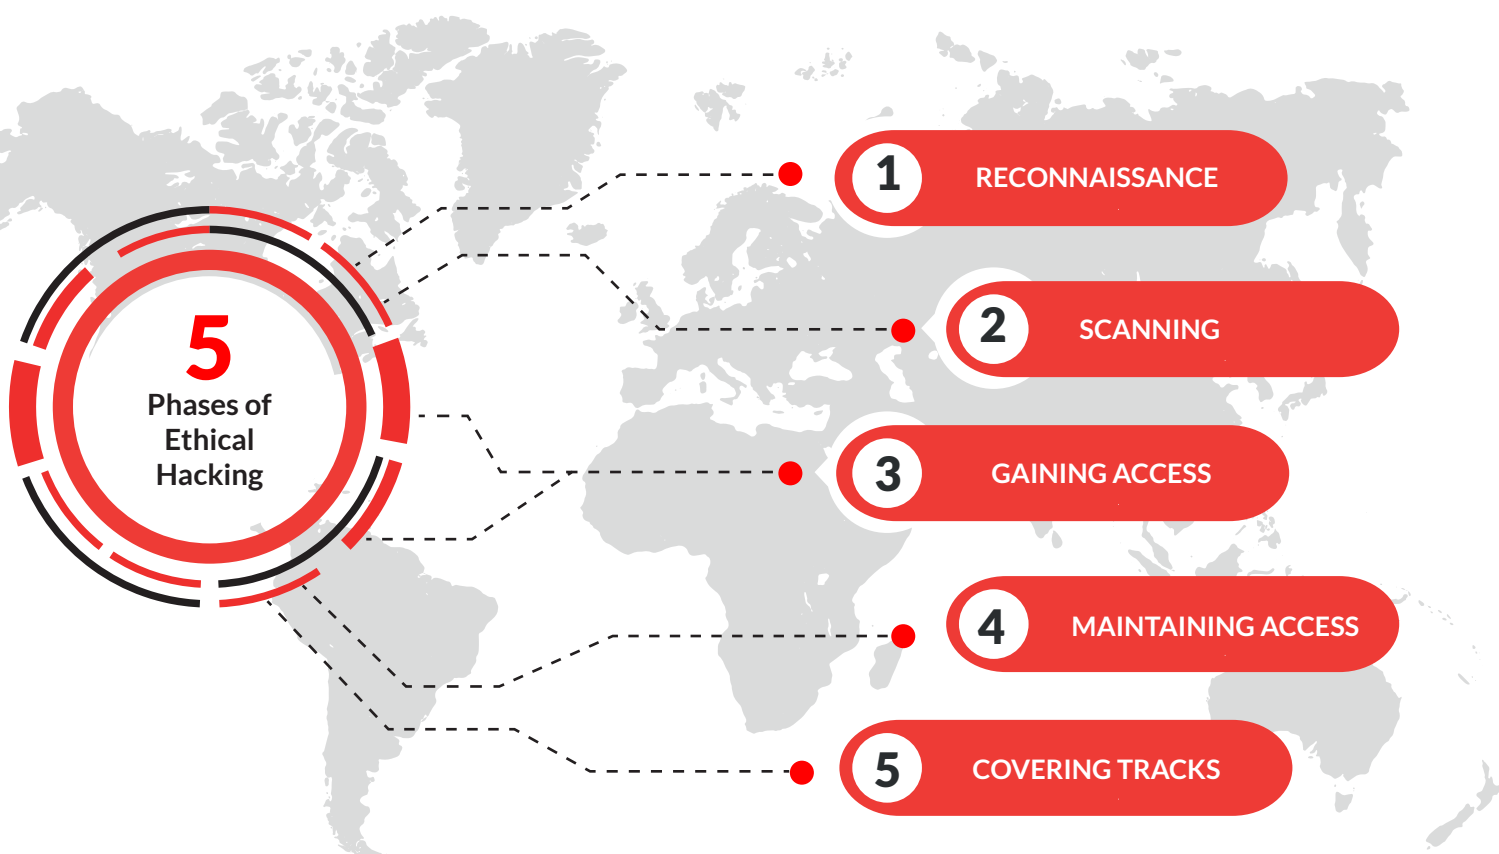 5
Phases of
Ethical
Hacking
1 RECONNAISSANCE
2 SCANNING
3 GAINING ACCESS
4 MAINTAINING ACCESS
5 COVERING TRACKS